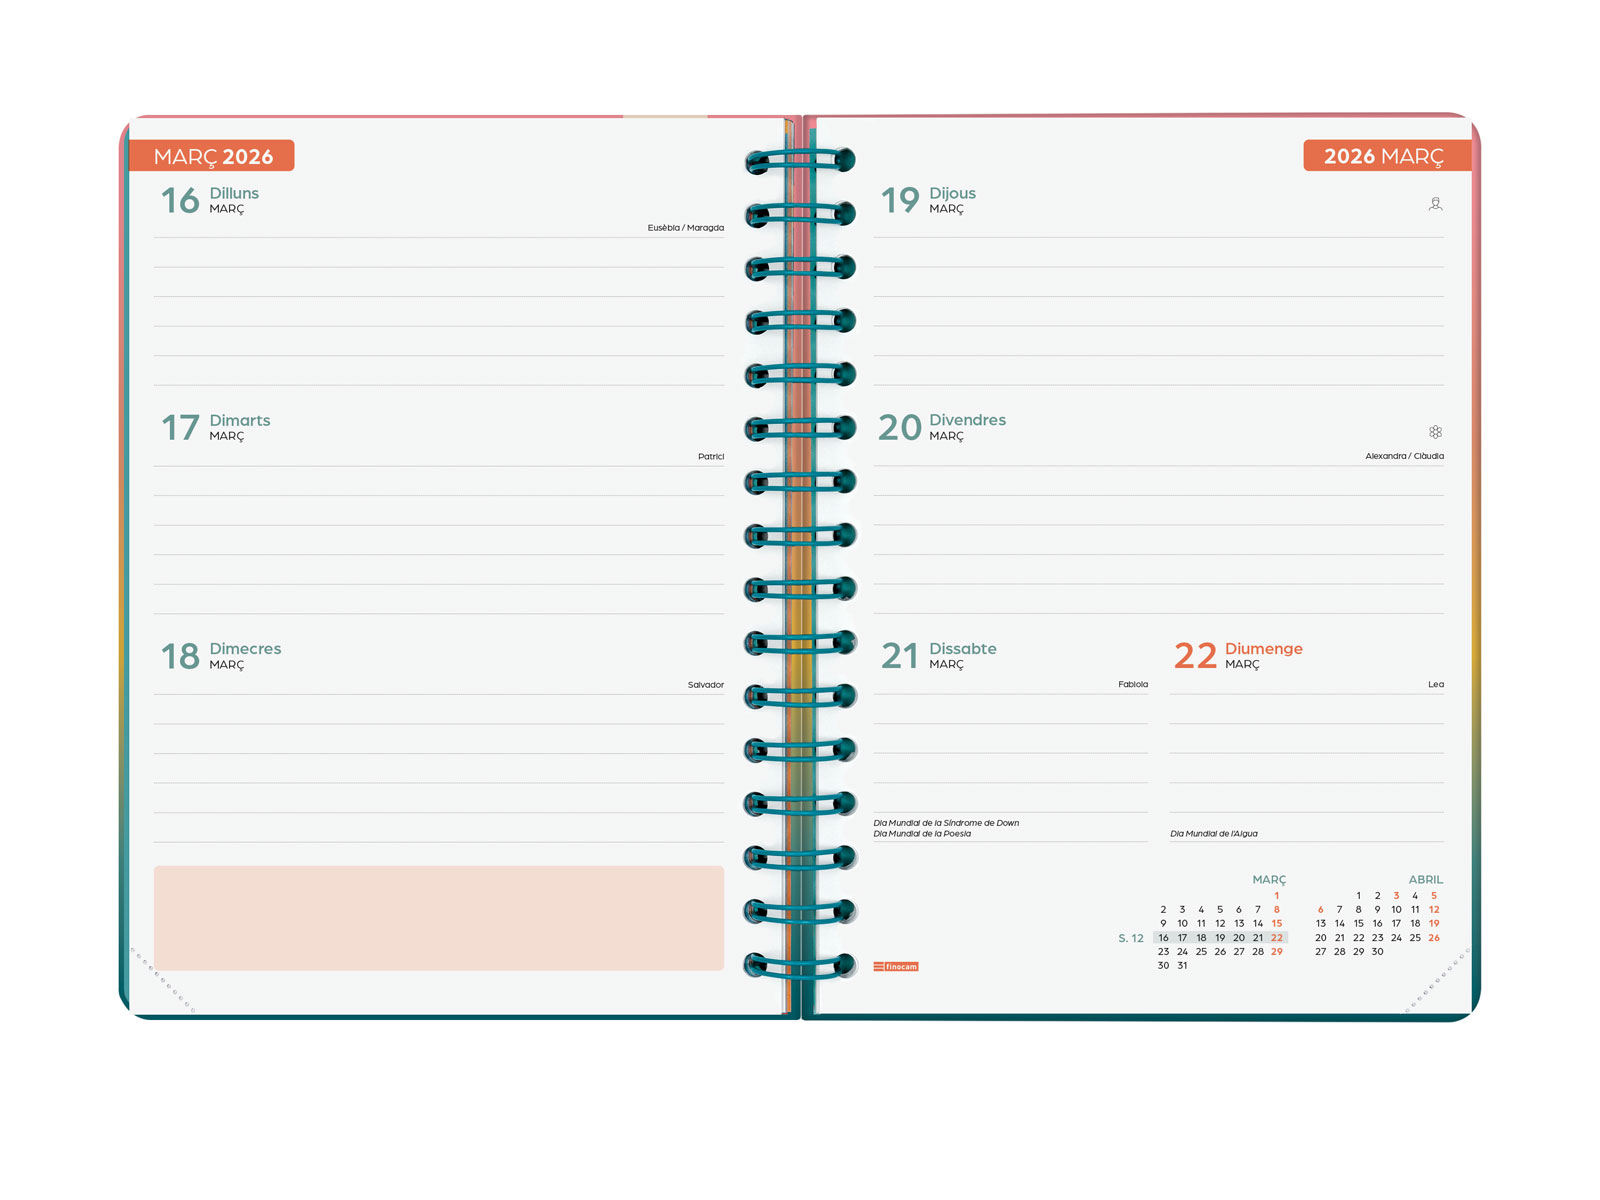 MARÇ 2026
16 Dilluns
MARÇ
Eusèbia / Maragda
17 Dimarts
MARÇ
Patrici
18 Dimecres
MARÇ
Salvador
2026 MARÇ
19 Dijous
MARÇ
20 Divendres
MARÇ
Alexandra / Clàudia
21 Dissabte
MARÇ
Fabiola
Dia Mundial de la Síndrome de Down
Dia Mundial de la Poesia
22 Diumenge
MARÇ
Lea
Dia Mundial de l'Aigua
finocam
S. 12
MARÇ
1
2 3 4 5 6 7 8
9 10 11 12 13 14 15
16 17 18 19 20 21 22
23 24 25 26 27 28 29
30 31
ABRIL
1 2 3 4 5
6 7 8 9 10 11 12
13 14 15 16 17 18 19
20 21 22 23 24 25 26
27 28 29 30